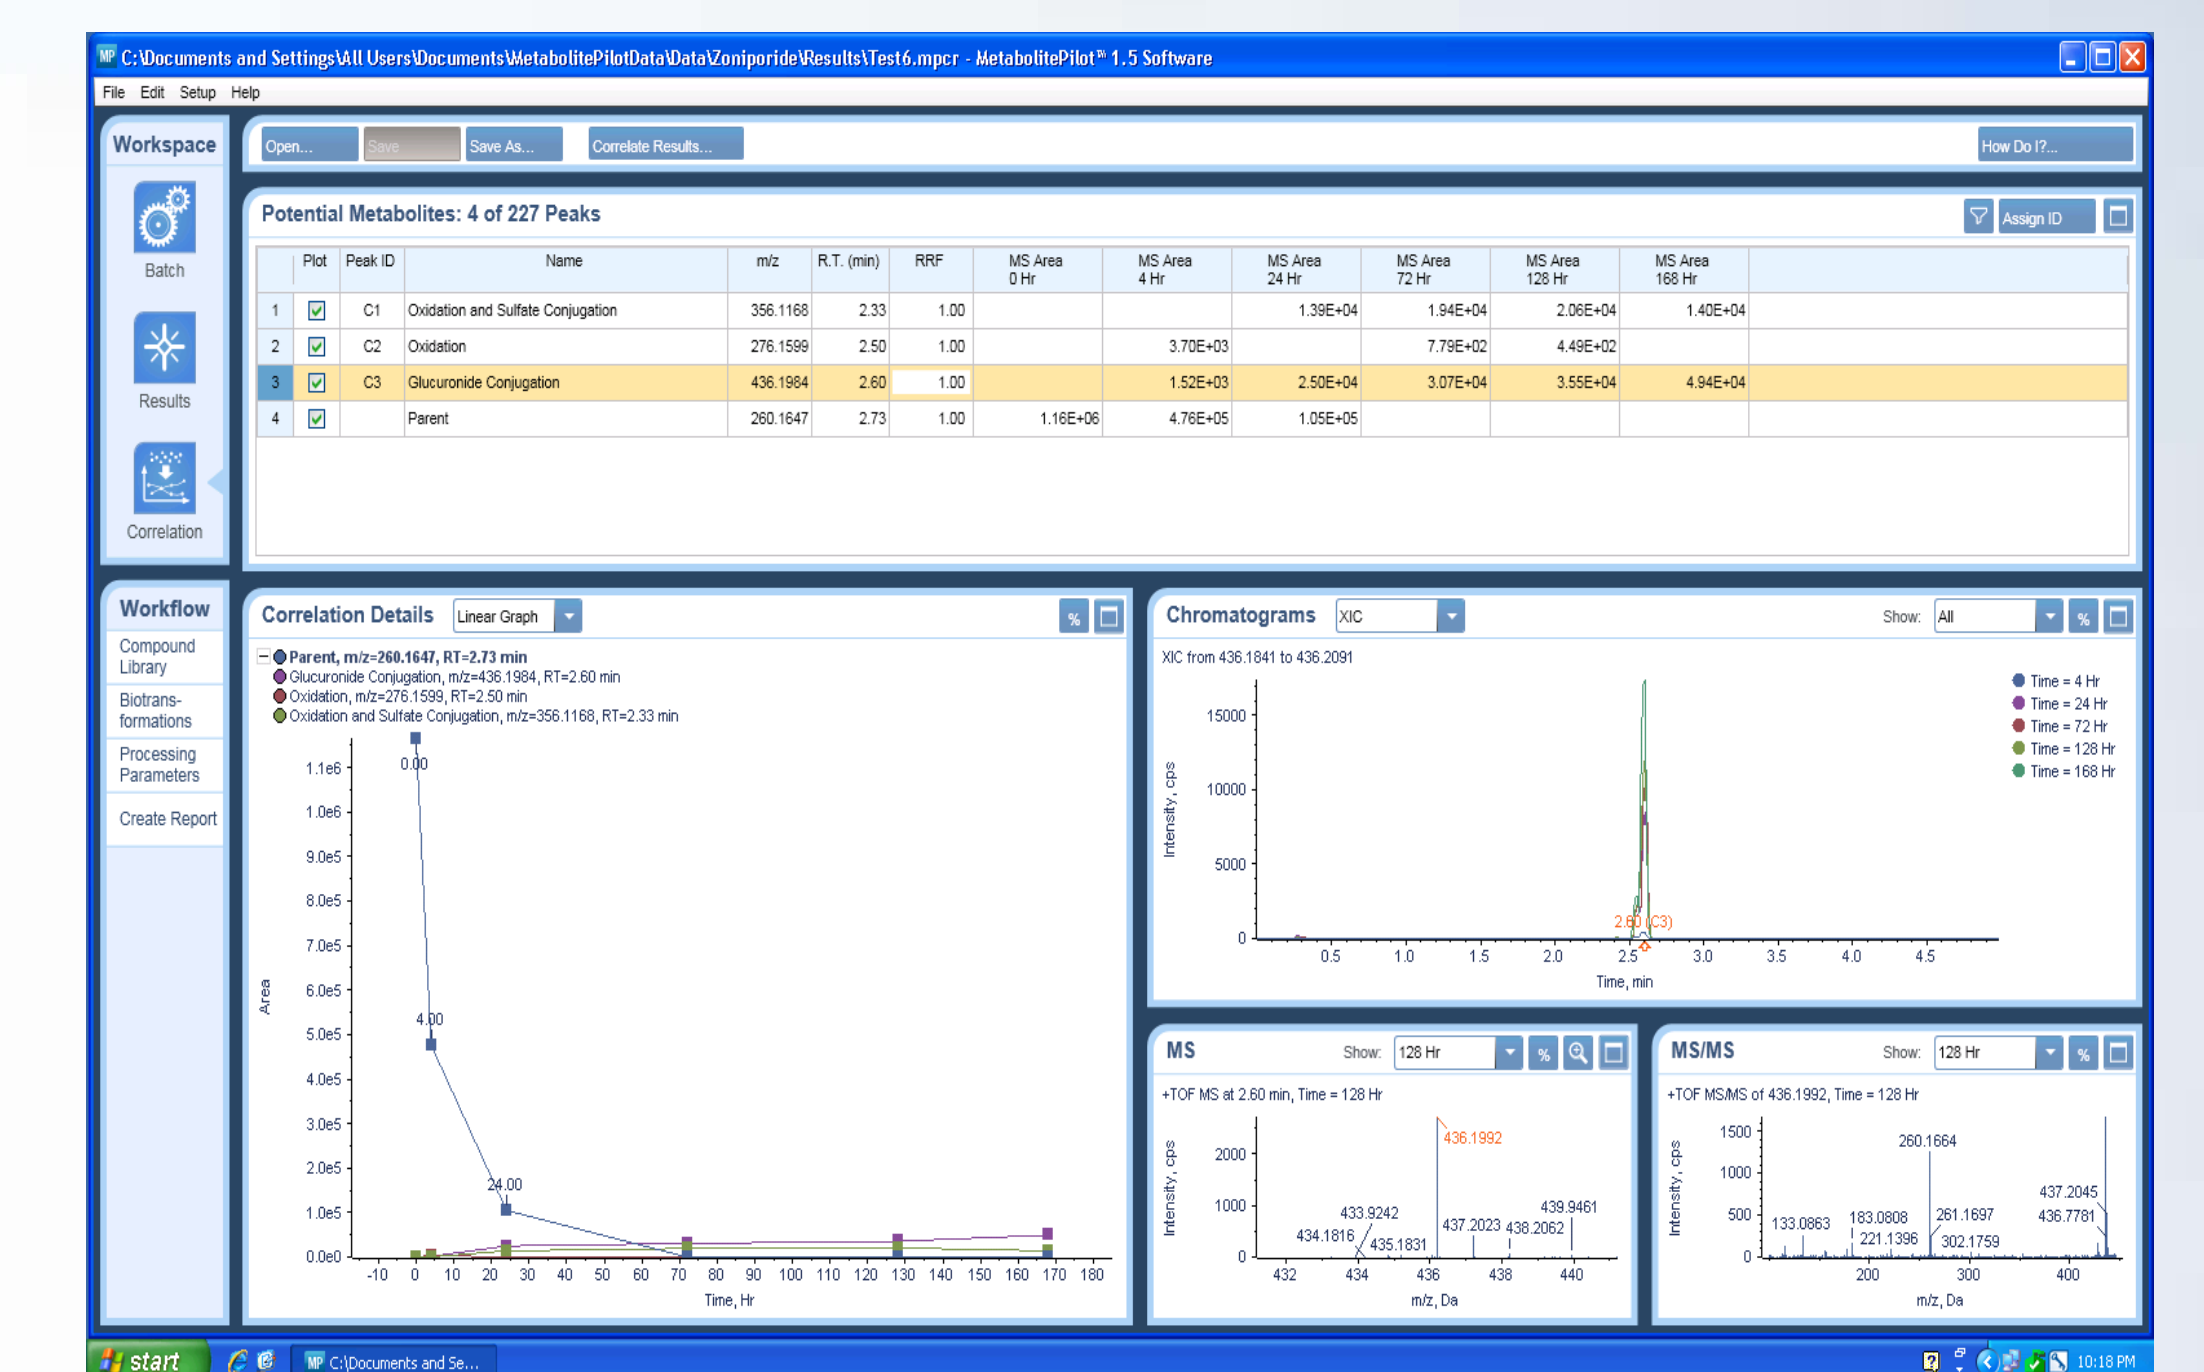 MP C:\Documents and Settings\All Users\Documents\MetabolitePilotData\Data\Zoniporide\Results\Test6.mpcr - MetabolitePilot™ 1.5 Software
File Edit Setup Help
Workspace
Open... Save Save As... Correlate Results... How Do I?...
Batch
Results
Correlation
Potential Metabolites: 4 of 227 Peaks Assign ID
Plot Peak ID Name m/z R.T. (min) RRF MS Area 0 Hr MS Area 4 Hr MS Area 24 Hr MS Area 72 Hr MS Area 128 Hr MS Area 168 Hr
1 C1 Oxidation and Sulfate Conjugation 356.1168 2.33 1.00 1.39E+04 1.94E+04 2.06E+04 1.40E+04
2 C2 Oxidation 276.1599 2.50 1.00 3.70E+03 7.79E+02 4.49E+02
3 C3 Glucuronide Conjugation 436.1984 2.60 1.00 1.52E+03 2.50E+04 3.07E+04 3.55E+04 4.94E+04
4 Parent 260.1647 2.73 1.00 1.16E+06 4.76E+05 1.05E+05
Workflow
Compound
Library
Biotrans-
formations
Processing
Parameters
Create Report
Correlation Details Linear Graph %
Parent, m/z=260.1647, RT=2.73 min
Glucuronide Conjugation, m/z=436.1984, RT=2.60 min
Oxidation, m/z=276.1599, RT=2.50 min
Oxidation and Sulfate Conjugation, m/z=356.1168, RT=2.33 min
1.1e6
1.0e6
9.0e5
8.0e5
7.0e5
6.0e5
5.0e5
4.0e5
3.0e5
2.0e5
1.0e5
0.0e0
Area
0.00
4.00
24.00
-10 0 10 20 30 40 50 60 70 80 90 100 110 120 130 140 150 160 170 180
Time, Hr
Chromatograms XIC Show: All %
XIC from 436.1841 to 436.2091
Time = 4 Hr
Time = 24 Hr
Time = 72 Hr
Time = 128 Hr
Time = 168 Hr
15000
10000
5000
0
Intensity, cps
2.60 (C3)
0.5 1.0 1.5 2.0 2.5 3.0 3.5 4.0 4.5
Time, min
MS Show: 128 Hr %
+TOF MS at 2.60 min, Time = 128 Hr
2000
1000
0
Intensity, cps
436.1992
433.9242
439.9461
434.1816
435.1831
437.2023
438.2062
432 434 436 438 440
m/z, Da
MS/MS Show: 128 Hr %
+TOF MS/MS of 436.1992, Time = 128 Hr
1500
1000
500
0
Intensity, cps
260.1664
437.2045
436.7781
133.0863
183.0808
261.1697
221.1396
302.1759
200 300 400
m/z, Da
start MP C:\Documents and Se... 10:18 PM